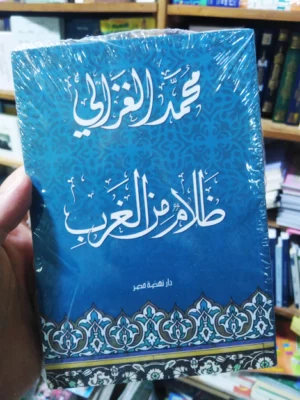 محمد الغزالي
ظلام من الغرب
دار نهضة مصر